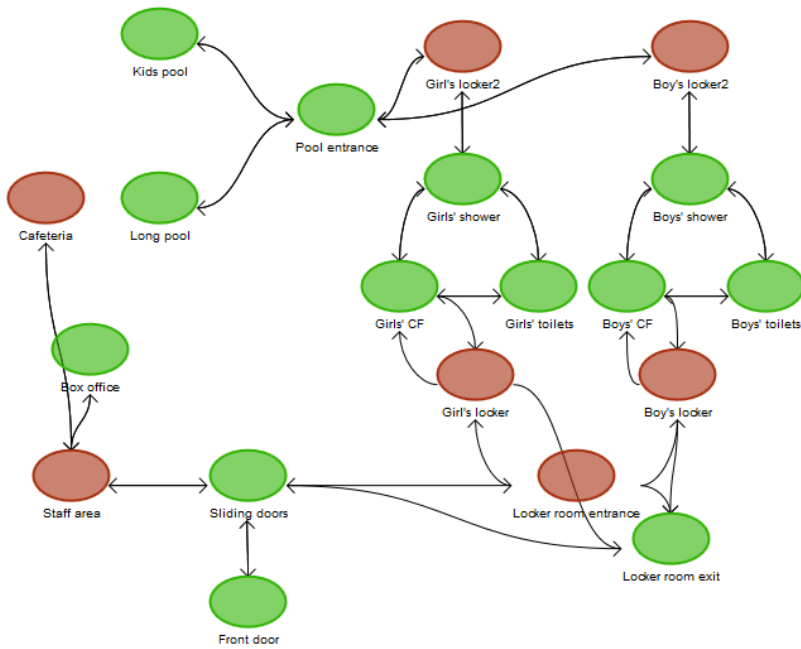 Kids pool
Girl's locker2
Boy's locker2
Pool entrance
Cafeteria
Long pool
Girls' shower
Boys' shower
Girls' CF
Girls' toilets
Boys' CF
Boys' toilets
Box office
Girl's locker
Boy's locker
Staff area
Sliding doors
Locker room entrance
Locker room exit
Front door